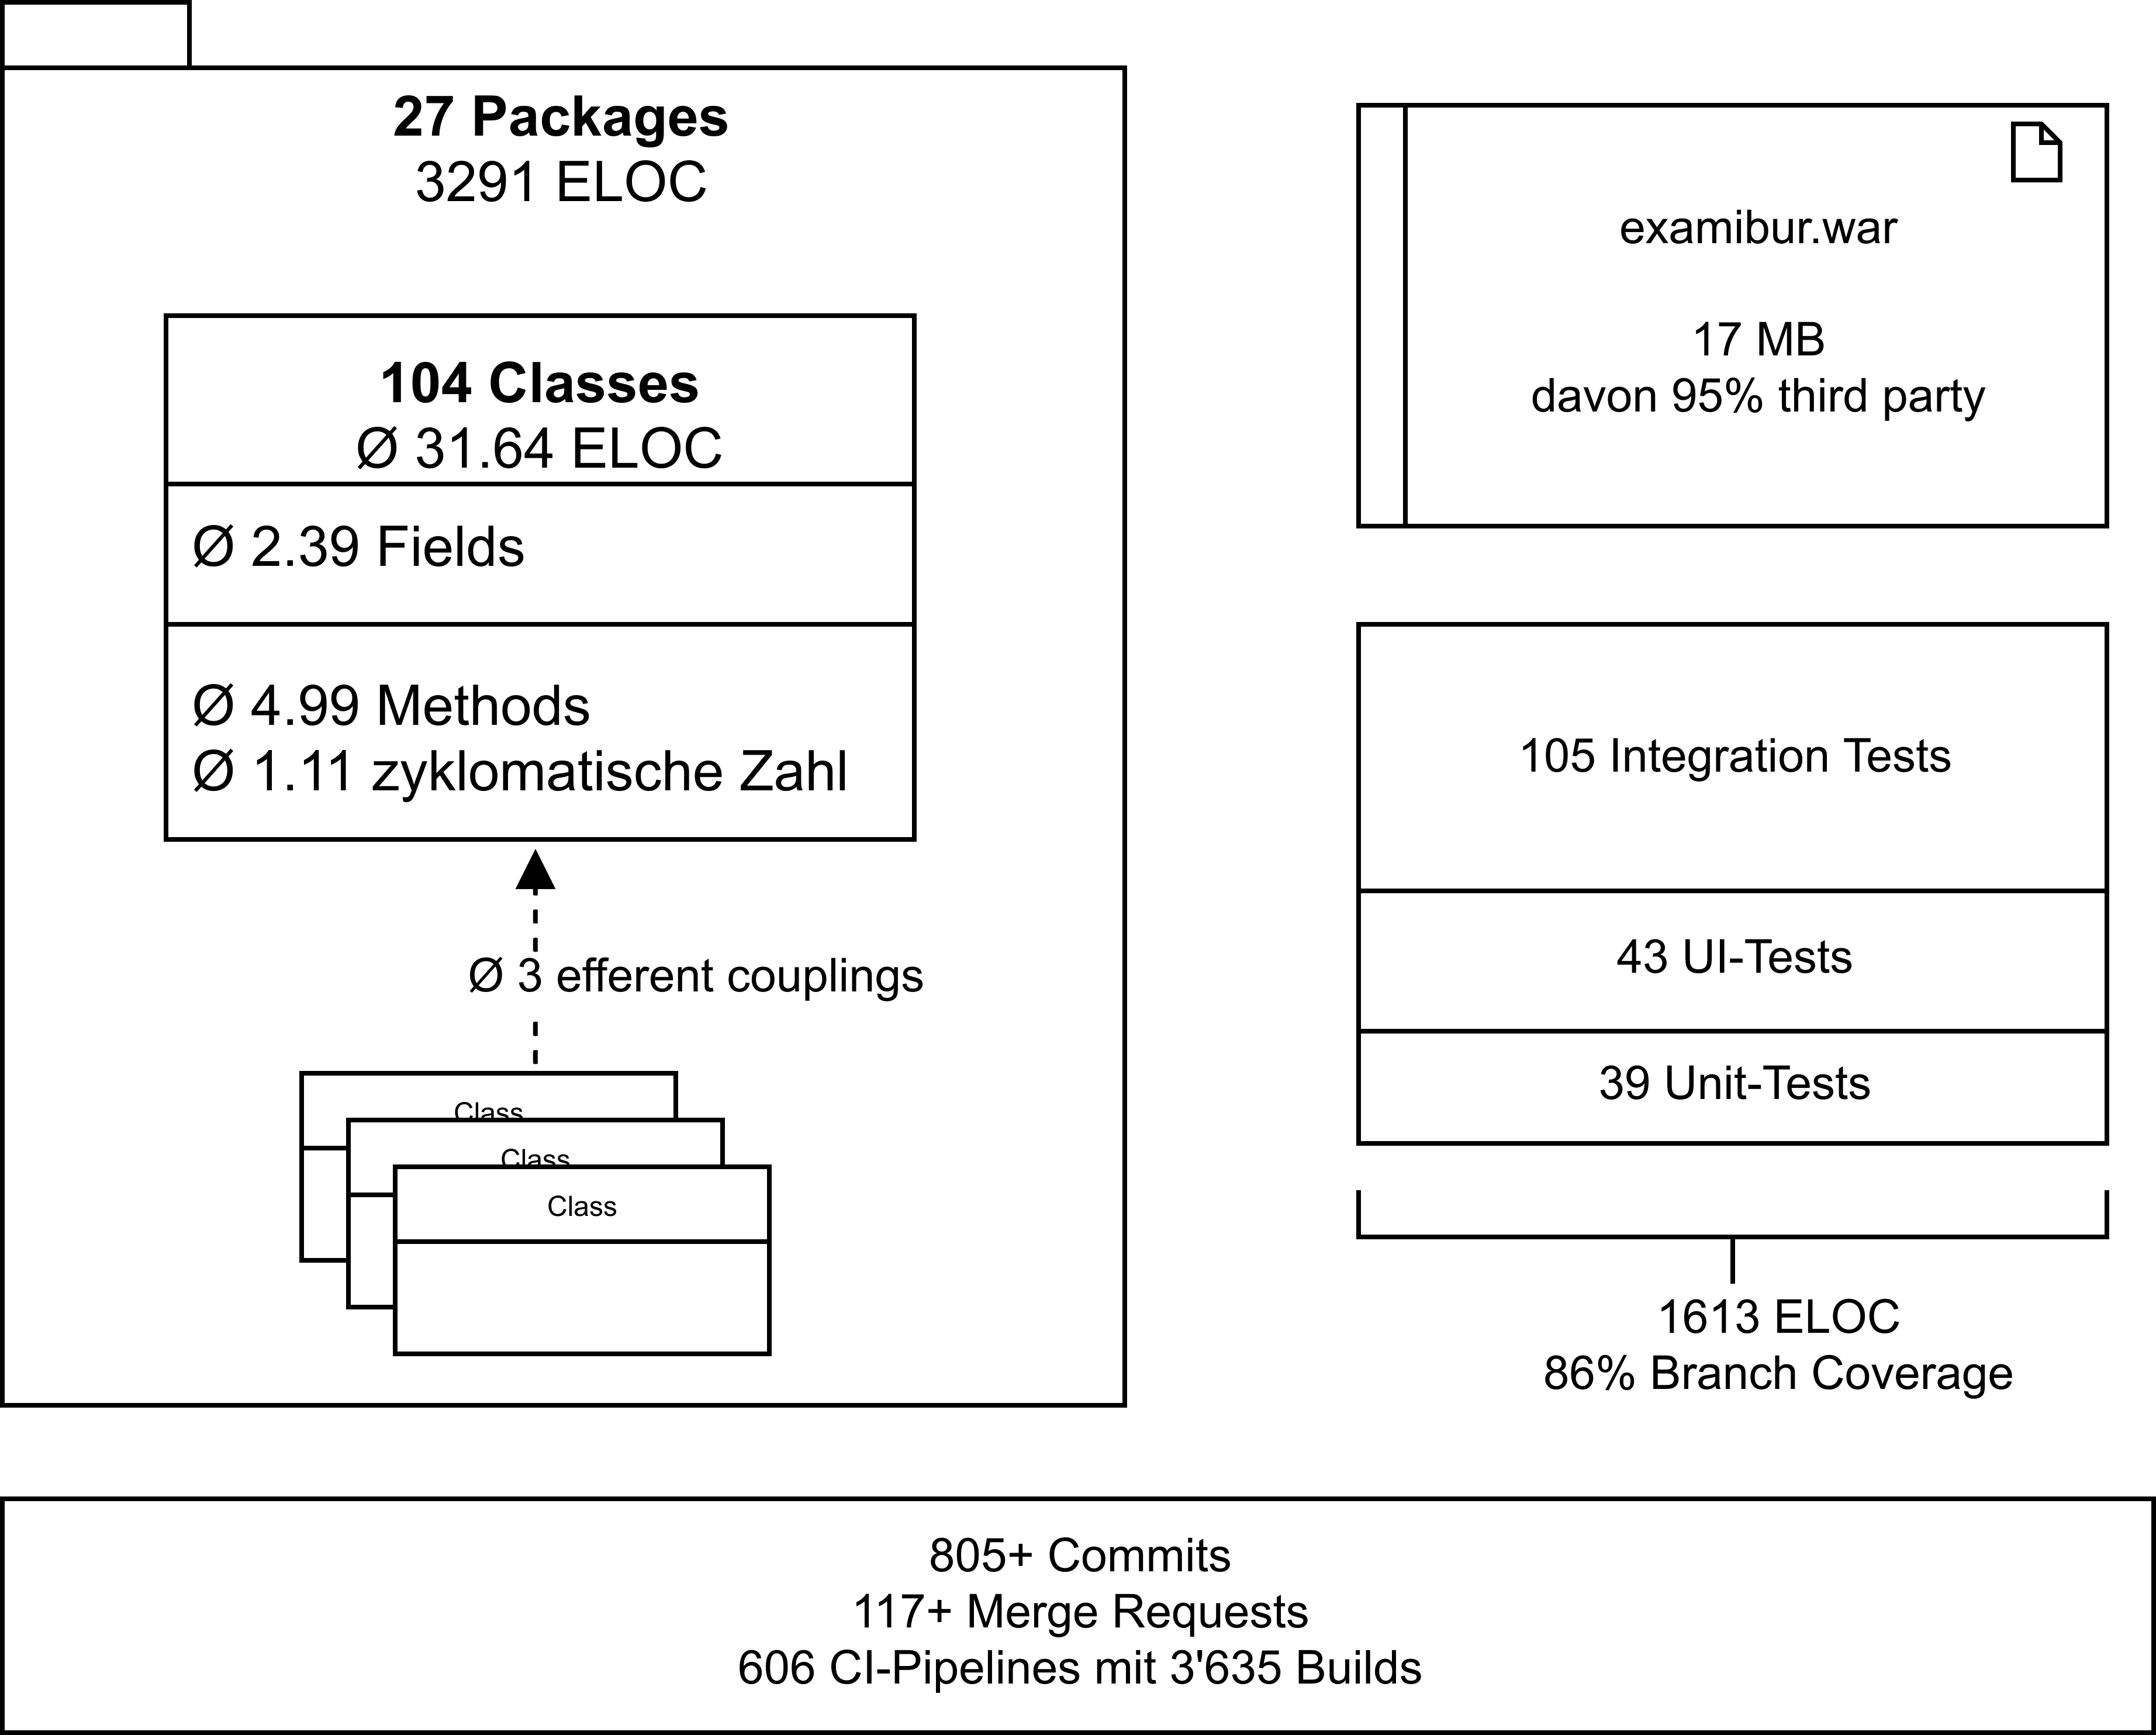 27 Packages
3291 ELOC
104 Classes
Ø 31.64 ELOC
Ø 2.39 Fields
Ø 4.99 Methods
Ø 1.11 zyklomatische Zahl
Ø 3 efferent couplings
Class
Class
Class
examibur.war
17 MB
davon 95% third party
105 Integration Tests
43 UI-Tests
39 Unit-Tests
1613 ELOC
86% Branch Coverage
805+ Commits
117+ Merge Requests
606 CI-Pipelines mit 3'635 Builds